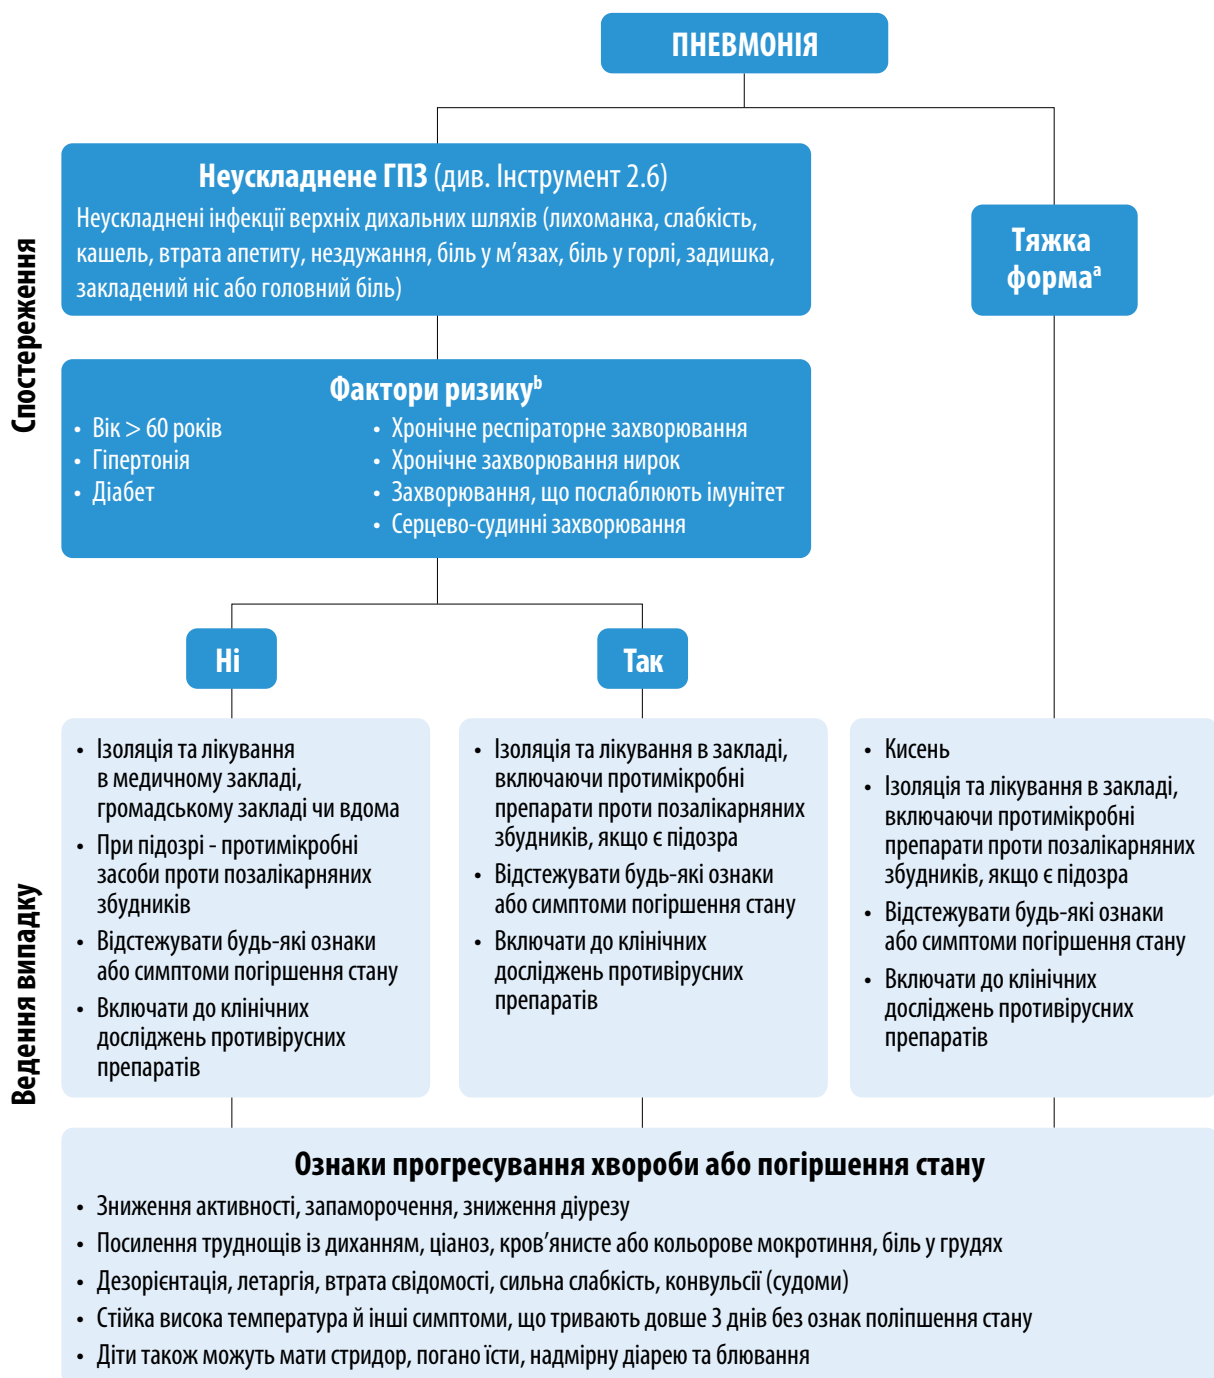 ПНЕВМОНІЯ
Спостереження
Неускладнене ГПЗ (див. Інструмент 2.6)
Неускладнені інфекції верхніх дихальних шляхів (лихоманка, слабкість,
кашель, втрата апетиту, нездужання, біль у м’язах, біль у горлі, задишка,
закладений ніс або головний біль)
Тяжка
формаª
Фактори ризикуᵇ
• Вік > 60 років
• Гіпертонія
• Діабет
• Хронічне респіраторне захворювання
• Хронічне захворювання нирок
• Захворювання, що послаблюють імунітет
• Серцево-судинні захворювання
Ні
Так
Ведення випадку
• Ізоляція та лікування
в медичному закладі,
громадському закладі чи вдома
• При підозрі - протимікробні
засоби проти позалікарняних
збудників
• Відстежувати будь-які ознаки
або симптоми погіршення стану
• Включати до клінічних
досліджень противірусних
препаратів
• Ізоляція та лікування в закладі,
включаючи протимікробні
препарати проти позалікарняних
збудників, якщо є підозра
• Відстежувати будь-які ознаки
або симптоми погіршення стану
• Включати до клінічних
досліджень противірусних
препаратів
• Кисень
• Ізоляція та лікування в закладі,
включаючи протимікробні
препарати проти позалікарняних
збудників, якщо є підозра
• Відстежувати будь-які ознаки
або симптоми погіршення стану
• Включати до клінічних
досліджень противірусних
препаратів
Ознаки прогресування хвороби або погіршення стану
• Зниження активності, запаморочення, зниження діурезу
• Посилення труднощів із диханням, ціаноз, кров’янисте або кольорове мокротиння, біль у грудях
• Дезорієнтація, летаргія, втрата свідомості, сильна слабкість, конвульсії (судоми)
• Стійка висока температура й інші симптоми, що тривають довше 3 днів без ознак поліпшення стану
• Діти також можуть мати стридор, погано їсти, надмірну діарею та блювання